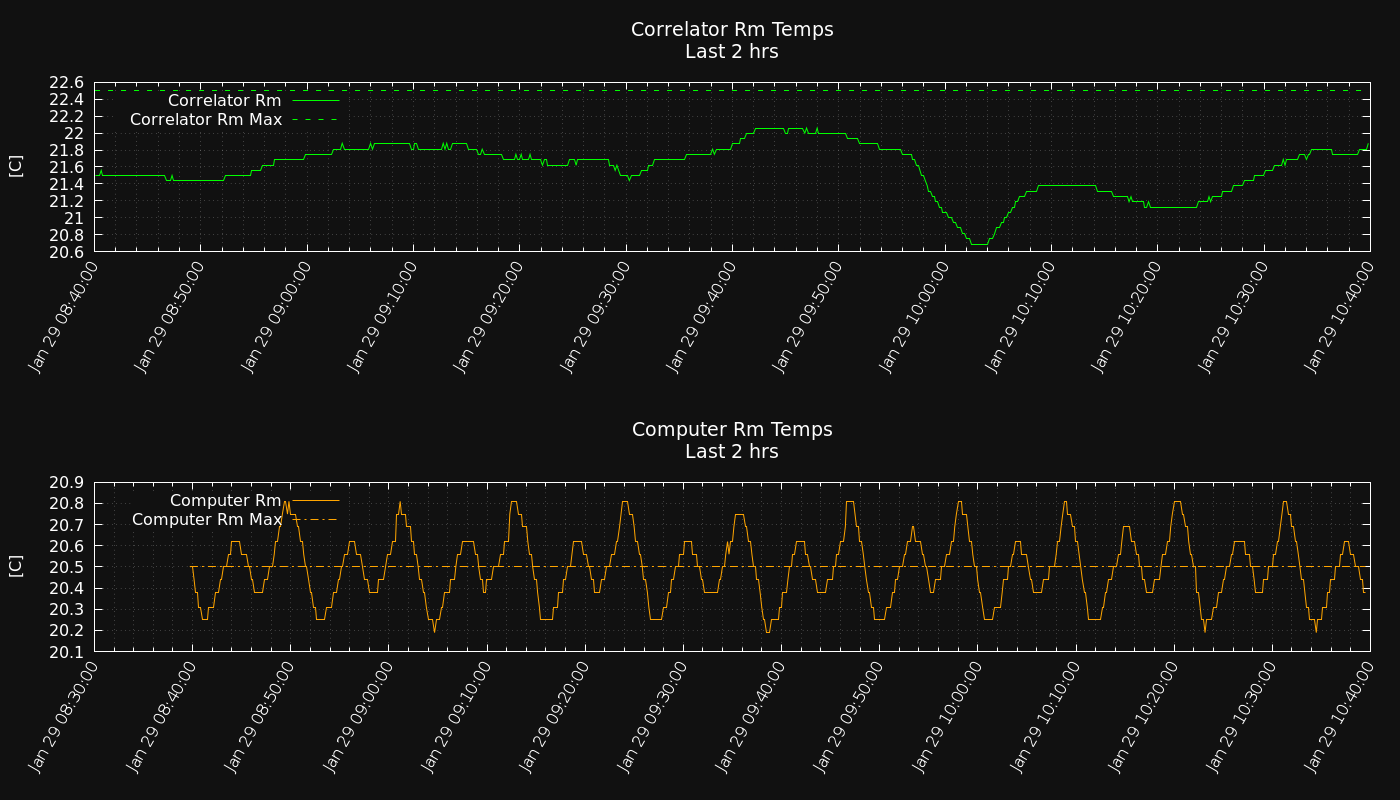 Correlator Rm Temps
Last 2 hrs
22.6
22.4
22.2
22
21.8
21.6
21.4
21.2
21
20.8
20.6
[C]
Correlator Rm
Correlator Rm Max
Jan 29 08:40:00
Jan 29 08:50:00
Jan 29 09:00:00
Jan 29 09:10:00
Jan 29 09:20:00
Jan 29 09:30:00
Jan 29 09:40:00
Jan 29 09:50:00
Jan 29 10:00:00
Jan 29 10:10:00
Jan 29 10:20:00
Jan 29 10:30:00
Jan 29 10:40:00
Computer Rm Temps
Last 2 hrs
20.9
20.8
20.7
20.6
20.5
20.4
20.3
20.2
20.1
[C]
Computer Rm
Computer Rm Max
Jan 29 08:30:00
Jan 29 08:40:00
Jan 29 08:50:00
Jan 29 09:00:00
Jan 29 09:10:00
Jan 29 09:20:00
Jan 29 09:30:00
Jan 29 09:40:00
Jan 29 09:50:00
Jan 29 10:00:00
Jan 29 10:10:00
Jan 29 10:20:00
Jan 29 10:30:00
Jan 29 10:40:00